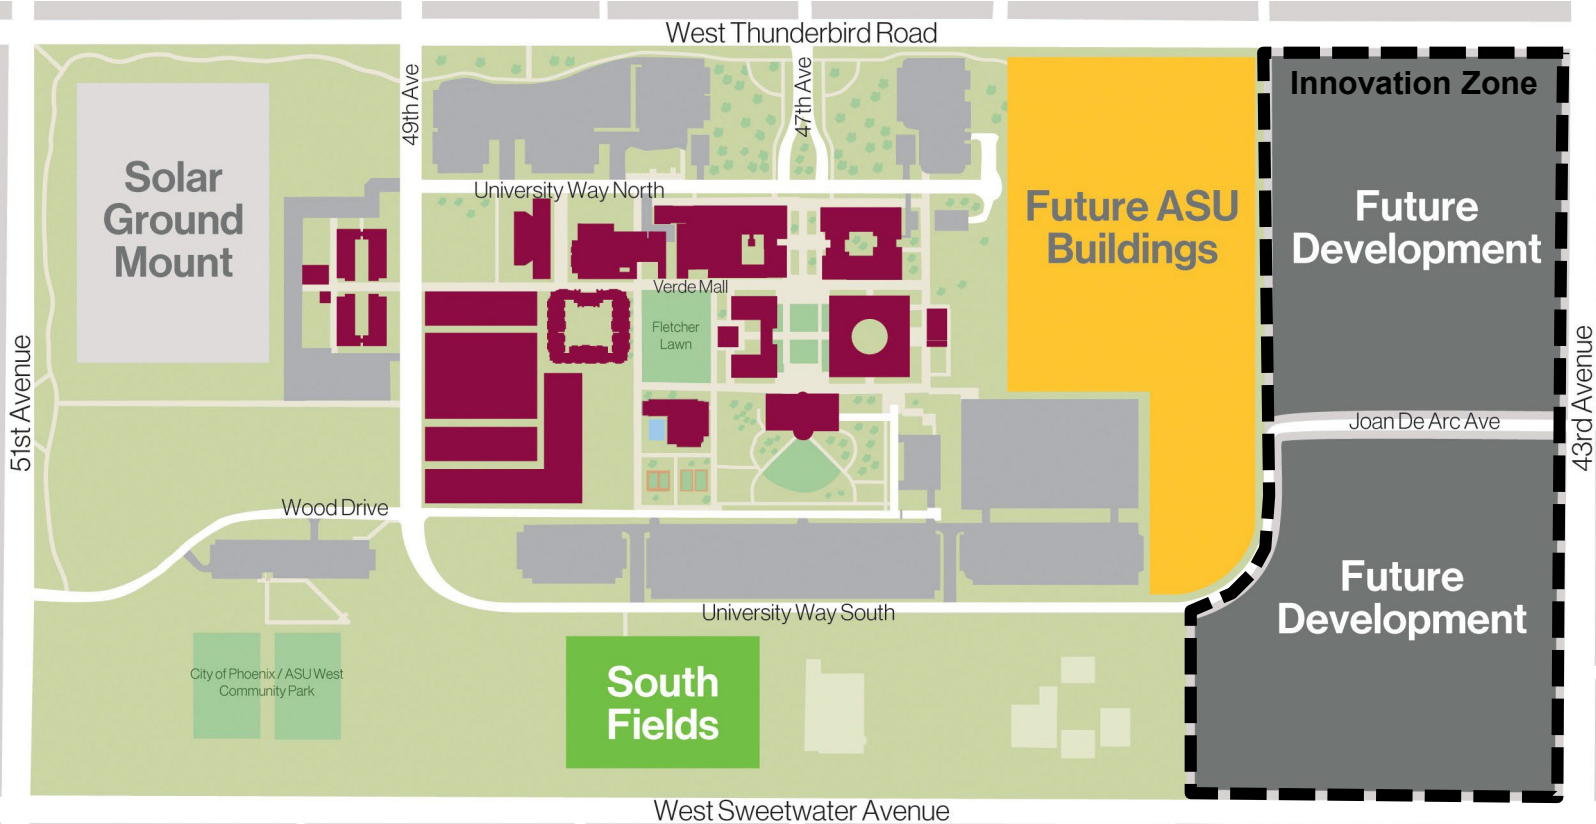 West Thunderbird Road
49th Ave
47th Ave
Innovation Zone
Solar
Ground
Mount
University Way North
Future ASU
Buildings
Future
Development
Verde Mall
Fletcher
Lawn
51st Avenue
43rd Avenue
Joan De Arc Ave
Wood Drive
Future
Development
University Way South
City of Phoenix / ASU West
Community Park
South
Fields
West Sweetwater Avenue